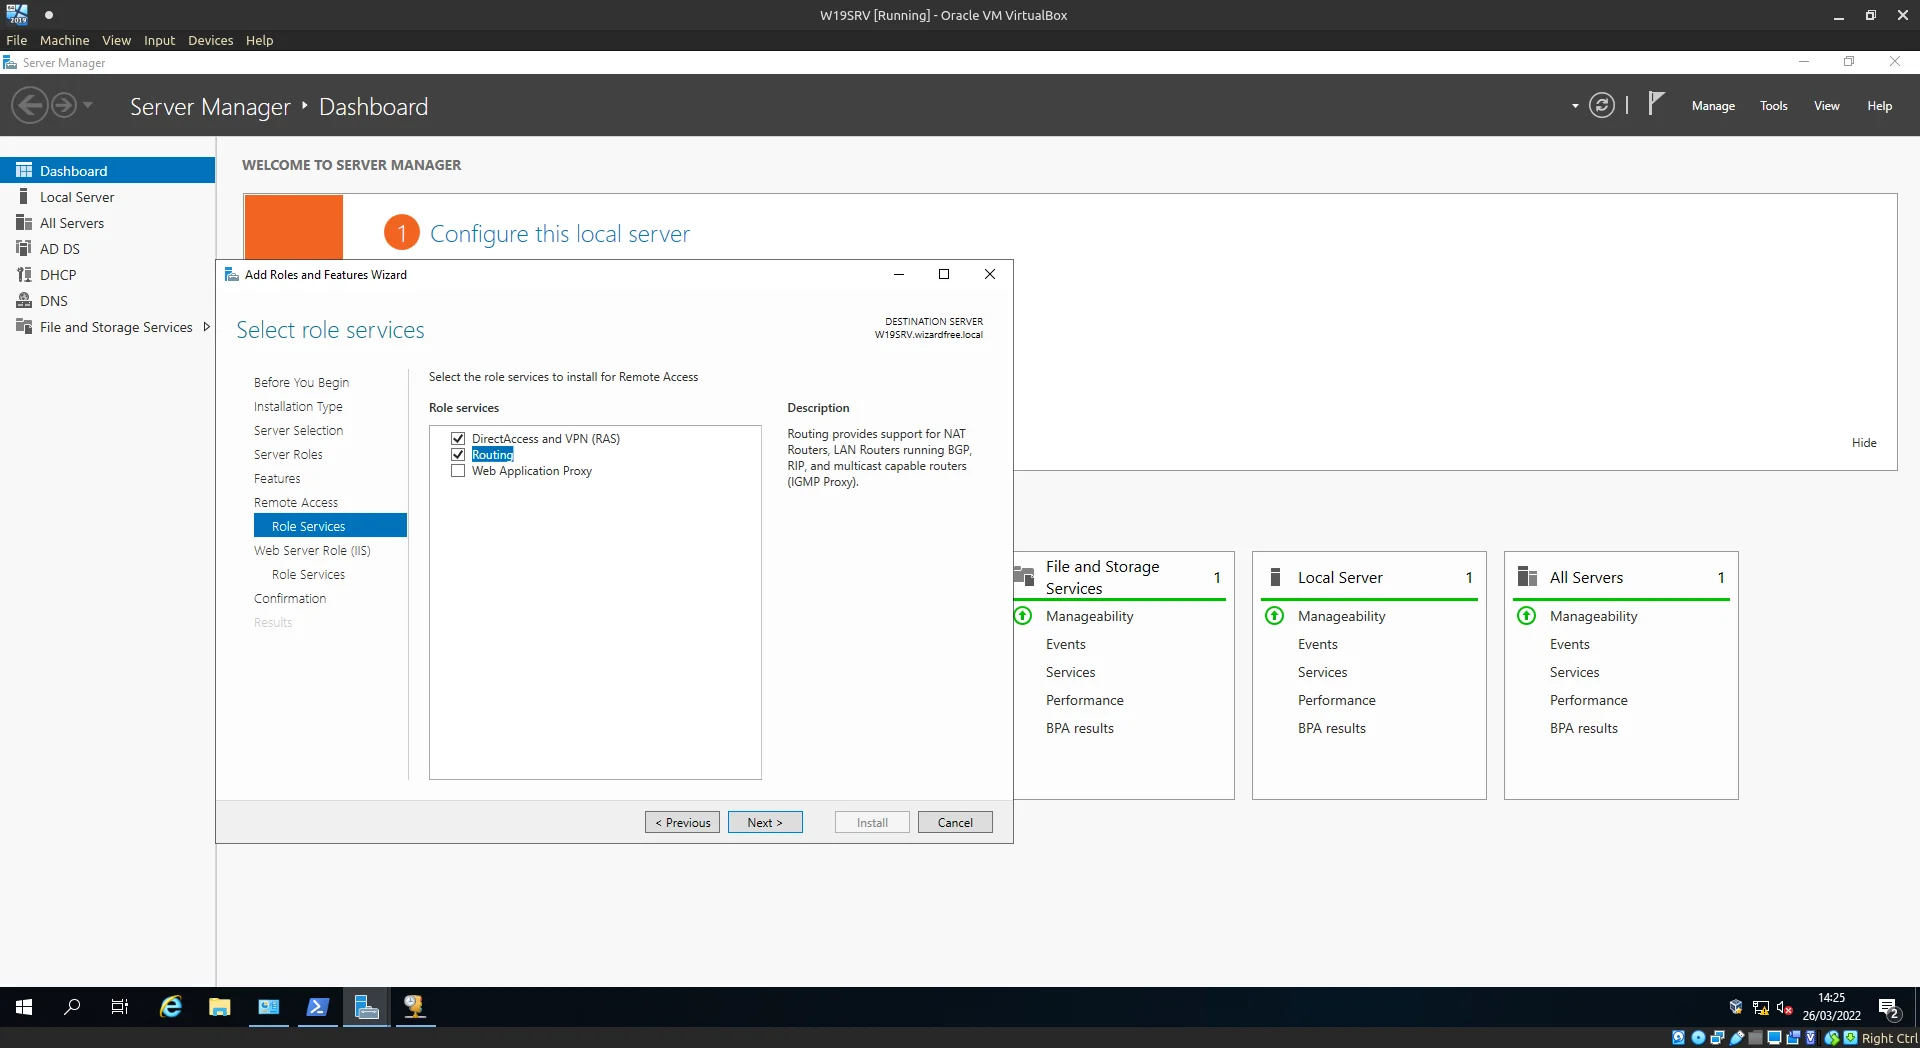 W19SRV [Running] - Oracle VM VirtualBox
File Machine View Input Devices Help
Server Manager
Server Manager Dashboard
Manage Tools View Help
Dashboard
Local Server
All Servers
AD DS
DHCP
DNS
File and Storage Services
WELCOME TO SERVER MANAGER
1 Configure this local server
Hide
Add Roles and Features Wizard
Select role services
DESTINATION SERVER
W19SRV.wizardfree.local
Before You Begin
Installation Type
Server Selection
Server Roles
Features
Remote Access
Role Services
Web Server Role (IIS)
Role Services
Confirmation
Results
Select the role services to install for Remote Access
Role services
DirectAccess and VPN (RAS)
Routing
Web Application Proxy
Description
Routing provides support for NAT
Routers, LAN Routers running BGP,
RIP, and multicast capable routers
(IGMP Proxy).
< Previous
Next >
Install
Cancel
File and Storage
Services
1
Manageability
Events
Services
Performance
BPA results
Local Server 1
Manageability
Events
Services
Performance
BPA results
All Servers 1
Manageability
Events
Services
Performance
BPA results
14:25
26/03/2022
2
Right Ctrl